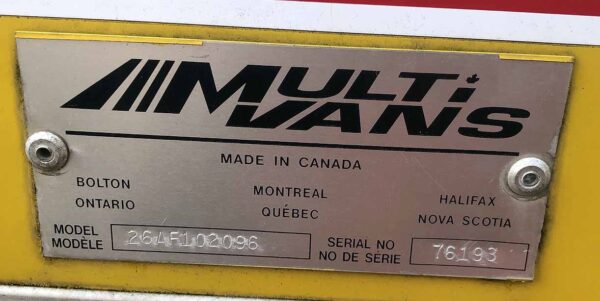 MULTi
VANS
MADE IN CANADA
BOLTON
ONTARIO
MONTREAL
QUÉBEC
HALIFAX
NOVA SCOTIA
MODEL
MODÈLE
26AF102096
SERIAL NO
NO DE SÉRIE
76193